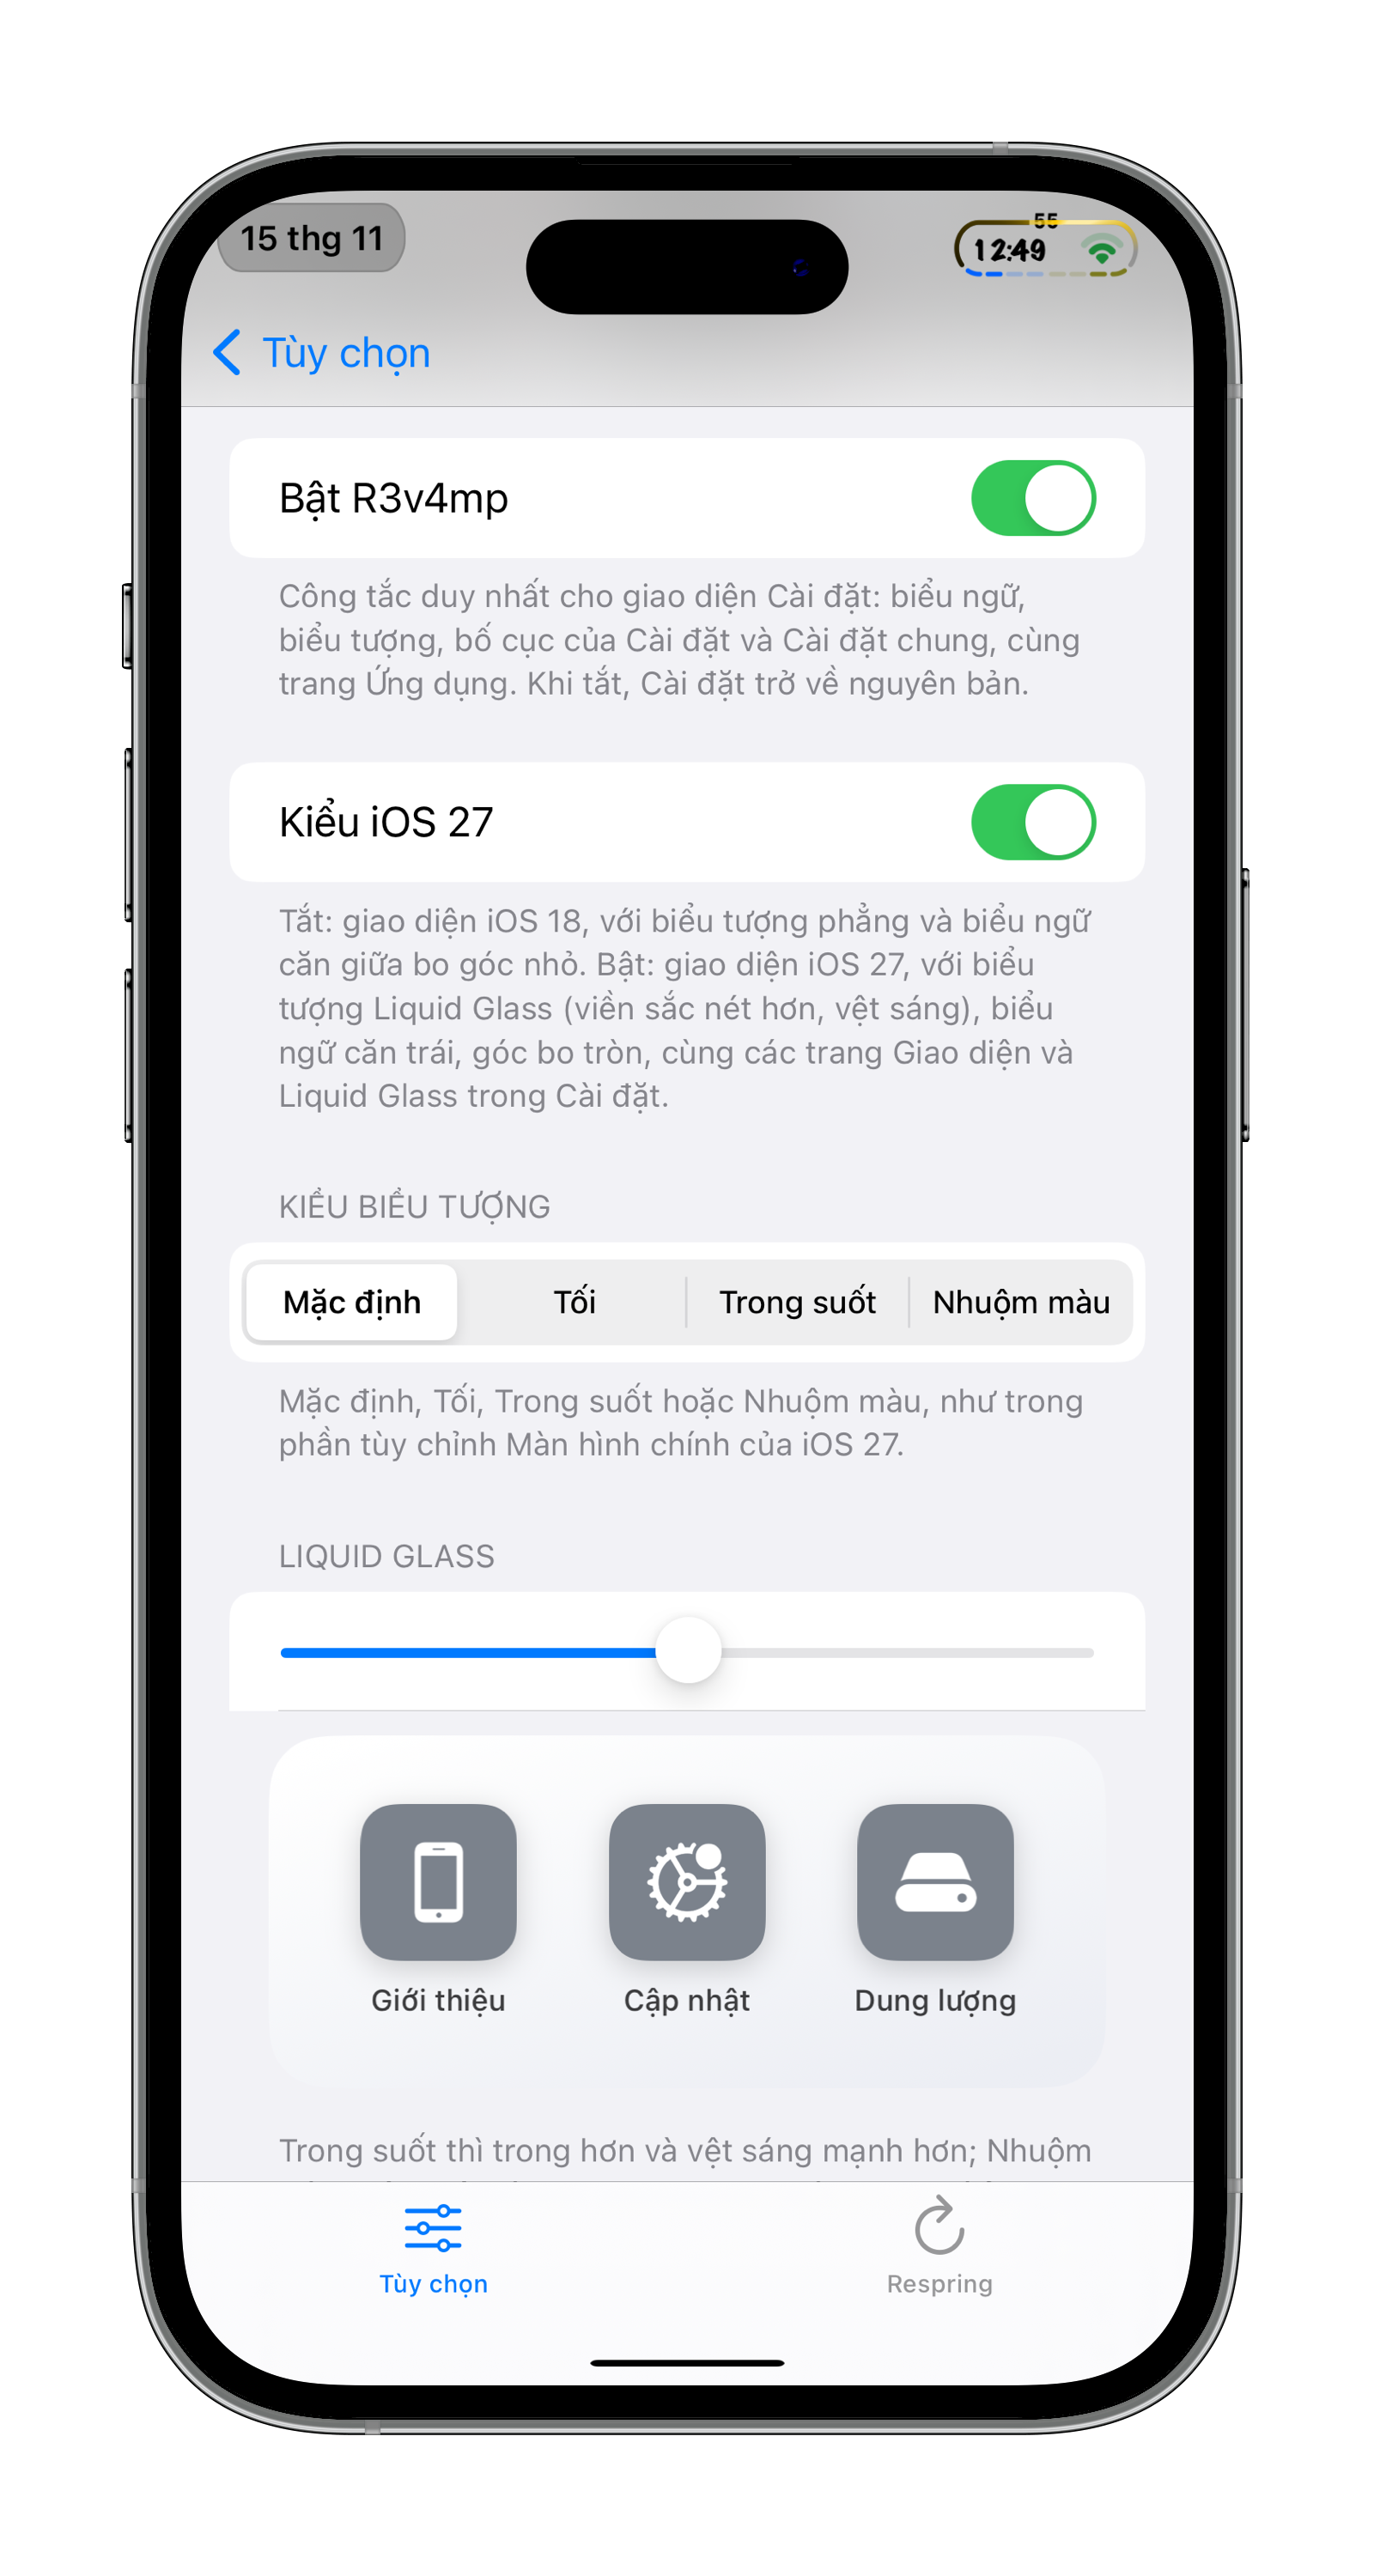 15 thg 11
55
12:49
Tùy chọn
Bật R3v4mp
Công tắc duy nhất cho giao diện Cài đặt: biểu ngữ,
biểu tượng, bố cục của Cài đặt và Cài đặt chung, cùng
trang Ứng dụng. Khi tắt, Cài đặt trở về nguyên bản.
Kiểu iOS 27
Tắt: giao diện iOS 18, với biểu tượng phẳng và biểu ngữ
căn giữa bo góc nhỏ. Bật: giao diện iOS 27, với biểu
tượng Liquid Glass (viền sắc nét hơn, vệt sáng), biểu
ngữ căn trái, góc bo tròn, cùng các trang Giao diện và
Liquid Glass trong Cài đặt.
KIỂU BIỂU TƯỢNG
Mặc định Tối Trong suốt Nhuộm màu
Mặc định, Tối, Trong suốt hoặc Nhuộm màu, như trong
phần tùy chỉnh Màn hình chính của iOS 27.
LIQUID GLASS
Giới thiệu Cập nhật Dung lượng
Trong suốt thì trong hơn và vệt sáng mạnh hơn; Nhuộm
Tùy chọn Respring